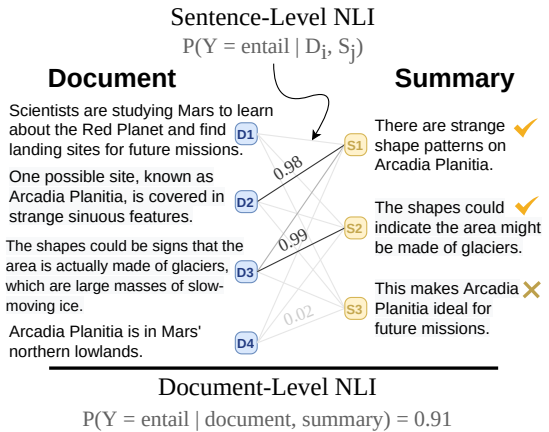 Sentence-Level NLI
P(Y = entail | Di, Sj)
Document
Summary
Scientists are studying Mars to learn
about the Red Planet and find
landing sites for future missions.
D1
One possible site, known as
Arcadia Planitia, is covered in
strange sinuous features.
D2
The shapes could be signs that the
area is actually made of glaciers,
which are large masses of slow-
moving ice.
D3
Arcadia Planitia is in Mars'
northern lowlands.
D4
0.98
0.99
0.02
S1
There are strange
shape patterns on
Arcadia Planitia.
S2
The shapes could
indicate the area might
be made of glaciers.
S3
This makes Arcadia
Planitia ideal for
future missions.
Document-Level NLI
P(Y = entail | document, summary) = 0.91